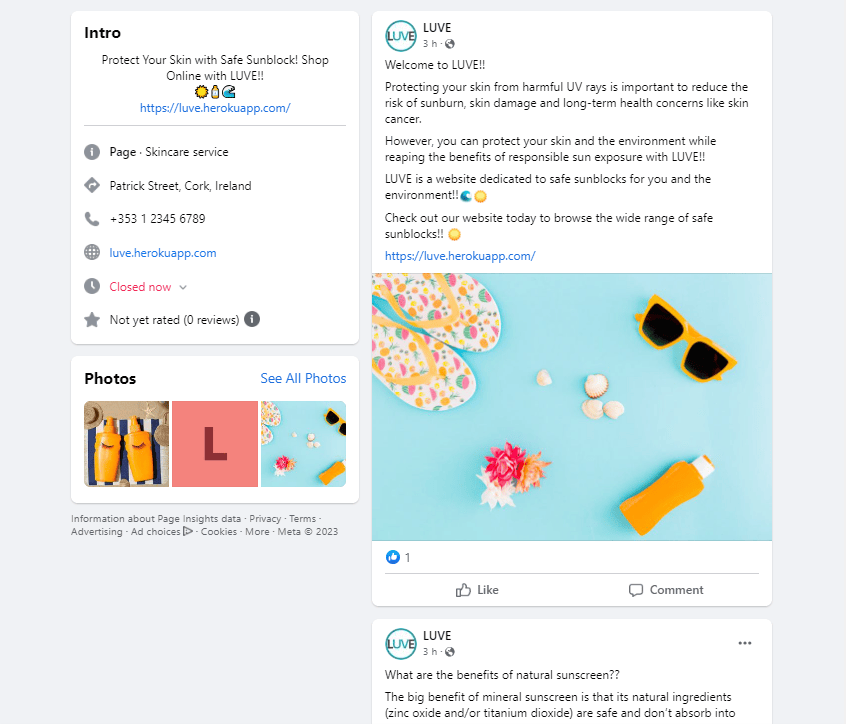 Intro
Protect Your Skin with Safe Sunblock! Shop
Online with LUVE!!
🌞🧴🌊
https://luve.herokuapp.com/
Page · Skincare service
Patrick Street, Cork, Ireland
+353 1 2345 6789
luve.herokuapp.com
Closed now
Not yet rated (0 reviews)
Photos
See All Photos
L
Information about Page Insights data · Privacy · Terms ·
Advertising · Ad choices · Cookies · More · Meta © 2023
LUVE
LUVE
3 h ·
Welcome to LUVE!!
Protecting your skin from harmful UV rays is important to reduce the
risk of sunburn, skin damage and long-term health concerns like skin
cancer.
However, you can protect your skin and the environment while
reaping the benefits of responsible sun exposure with LUVE!!
LUVE is a website dedicated to safe sunblocks for you and the
environment!!🌊🌞
Check out our website today to browse the wide range of safe
sunblocks!! 🌞
https://luve.herokuapp.com/
1
Like
Comment
LUVE
LUVE
3 h ·
What are the benefits of natural sunscreen??
The big benefit of mineral sunscreen is that its natural ingredients
(zinc oxide and/or titanium dioxide) are safe and don't absorb into